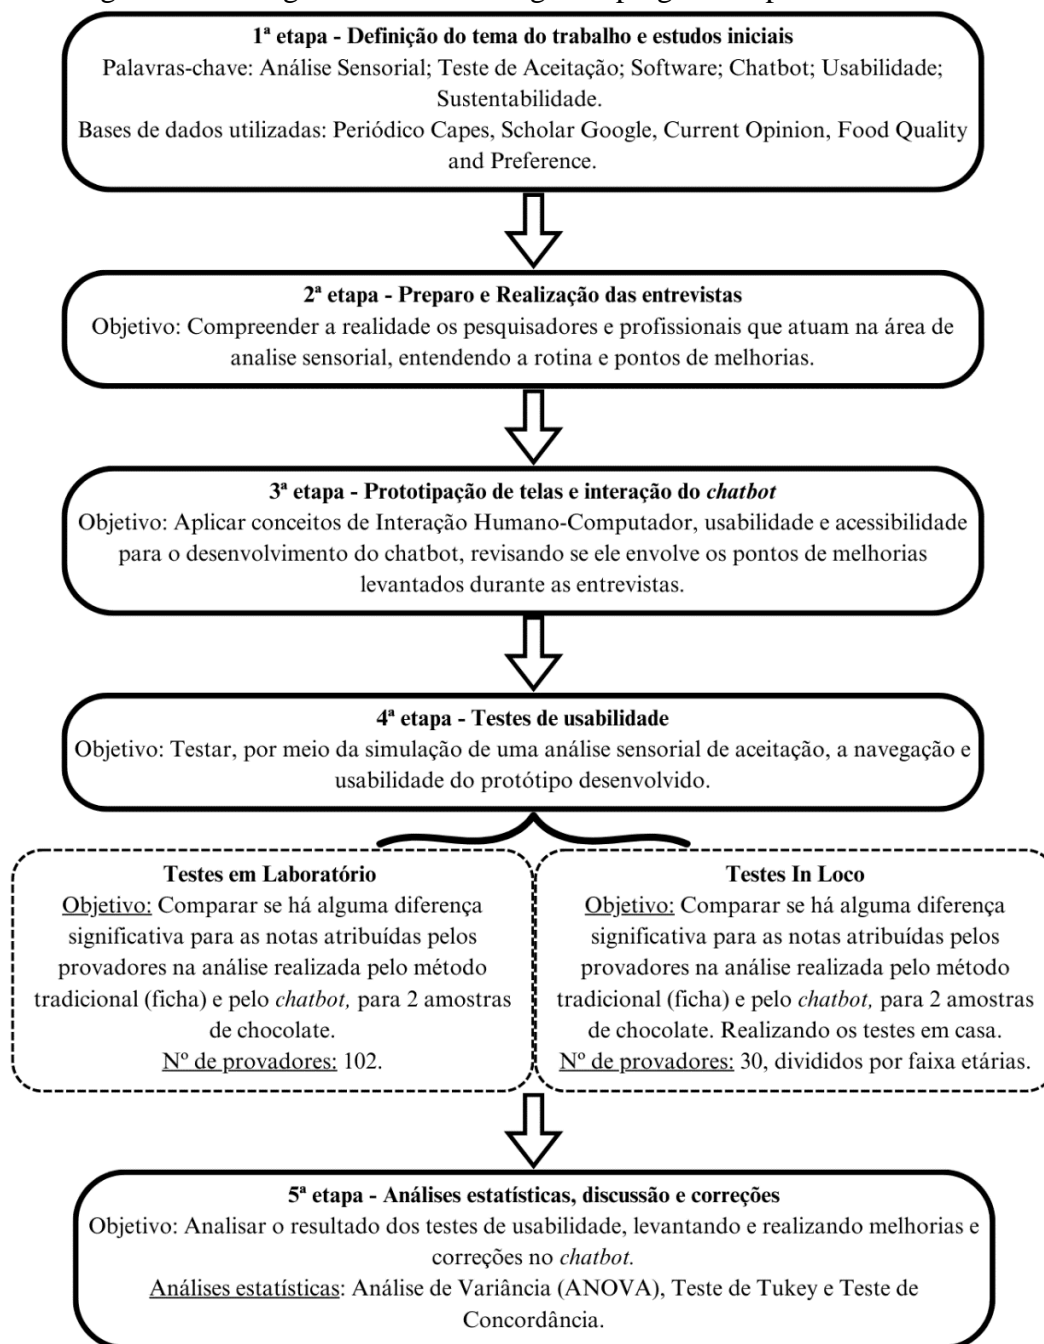 1ª etapa - Definição do tema do trabalho e estudos iniciais
Palavras-chave: Análise Sensorial; Teste de Aceitação; Software; Chatbot; Usabilidade;
Sustentabilidade.
Bases de dados utilizadas: Periódico Capes, Scholar Google, Current Opinion, Food Quality
and Preference.
2ª etapa - Preparo e Realização das entrevistas
Objetivo: Compreender a realidade os pesquisadores e profissionais que atuam na área de
analise sensorial, entendendo a rotina e pontos de melhorias.
3ª etapa - Prototipação de telas e interação do chatbot
Objetivo: Aplicar conceitos de Interação Humano-Computador, usabilidade e acessibilidade
para o desenvolvimento do chatbot, revisando se ele envolve os pontos de melhorias
levantados durante as entrevistas.
4ª etapa - Testes de usabilidade
Objetivo: Testar, por meio da simulação de uma análise sensorial de aceitação, a navegação e
usabilidade do protótipo desenvolvido.
Testes em Laboratório
Objetivo: Comparar se há alguma diferença
significativa para as notas atribuídas pelos
provadores na análise realizada pelo método
tradicional (ficha) e pelo chatbot, para 2 amostras
de chocolate.
Nº de provadores: 102.
Testes In Loco
Objetivo: Comparar se há alguma diferença
significativa para as notas atribuídas pelos
provadores na análise realizada pelo método
tradicional (ficha) e pelo chatbot, para 2 amostras
de chocolate. Realizando os testes em casa.
Nº de provadores: 30, divididos por faixa etárias.
5ª etapa - Análises estatísticas, discussão e correções
Objetivo: Analisar o resultado dos testes de usabilidade, levantando e realizando melhorias e
correções no chatbot.
Análises estatísticas: Análise de Variância (ANOVA), Teste de Tukey e Teste de
Concordância.